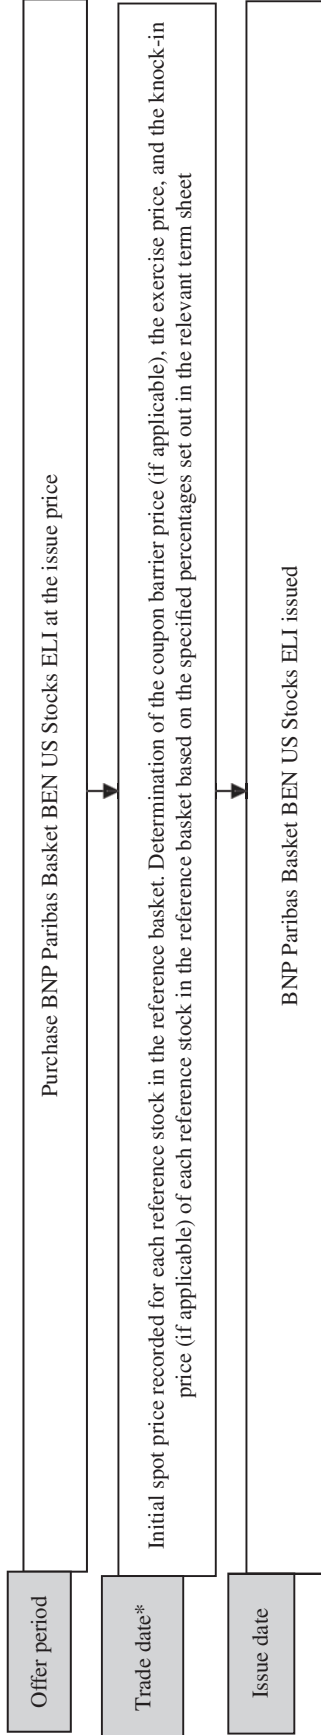 Offer period
Purchase BNP Paribas Basket BEN US Stocks ELI at the issue price
Trade date*
Initial spot price recorded for each reference stock in the reference basket. Determination of the coupon barrier price (if applicable), the exercise price, and the knock-in
price (if applicable) of each reference stock in the reference basket based on the specified percentages set out in the relevant term sheet
Issue date
BNP Paribas Basket BEN US Stocks ELI issued